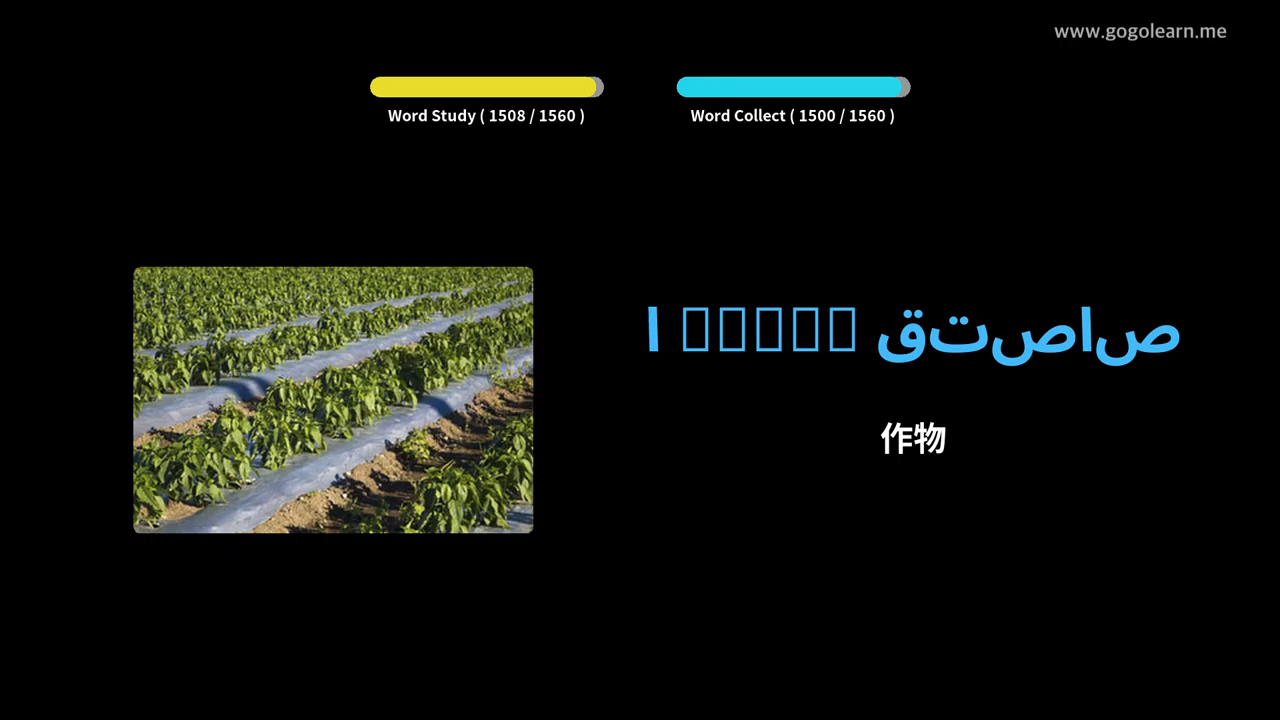 www.gogolearn.me
Word Study ( 1508 / 1560 )
Word Collect ( 1500 / 1560 )
صاصتق □□□□□ ا
作物